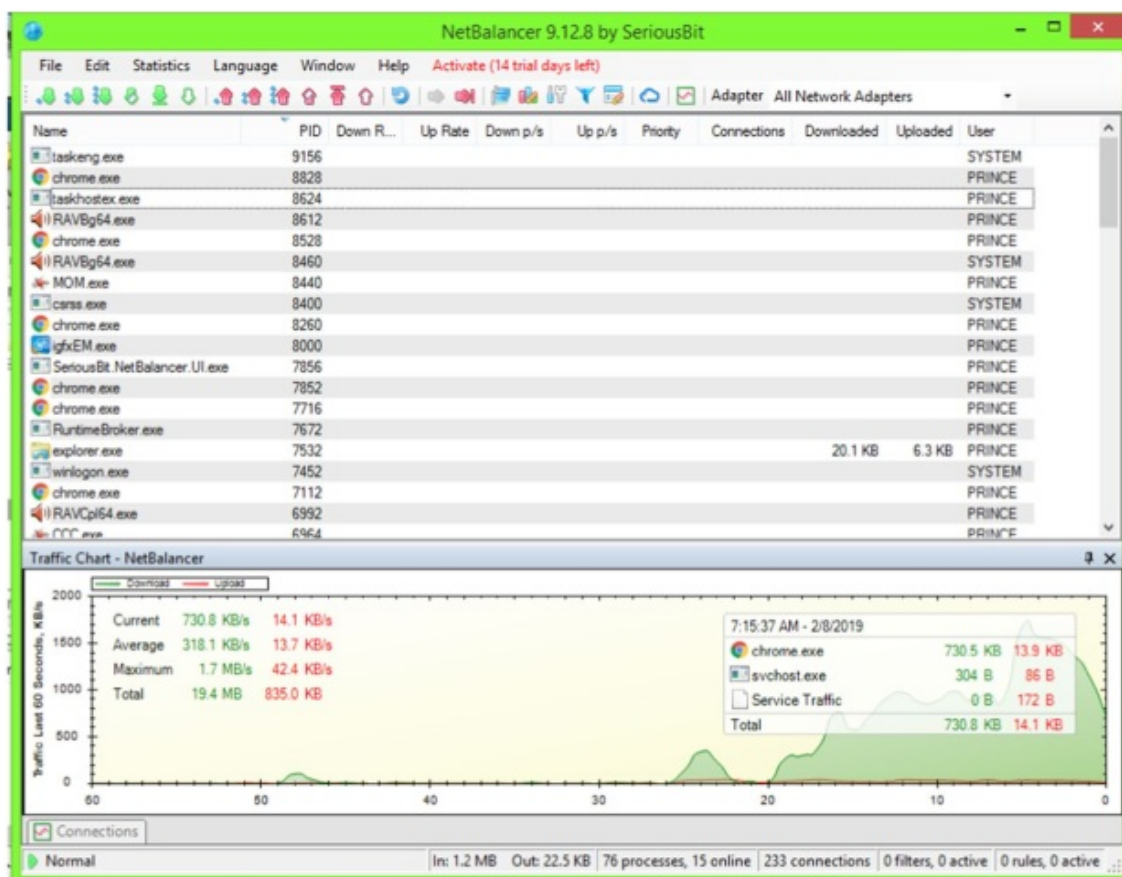 NetBalancer 9.12.8 by SeriousBit
File Edit Statistics Language Window Help Activate (14 trial days left)
Adapter All Network Adapters
Name PID Down R... Up Rate Down p/s Up p/s Priority Connections Downloaded Uploaded User
taskeng.exe 9156 SYSTEM
chrome.exe 8828 PRINCE
taskhostex.exe 8624 PRINCE
RAVBg64.exe 8612 PRINCE
chrome.exe 8528 PRINCE
RAVBg64.exe 8460 SYSTEM
MOM.exe 8440 PRINCE
csrss.exe 8400 SYSTEM
chrome.exe 8260 PRINCE
igfxEM.exe 8000 PRINCE
SeriousBit.NetBalancer.UI.exe 7856 PRINCE
chrome.exe 7852 PRINCE
chrome.exe 7716 PRINCE
RuntimeBroker.exe 7672 PRINCE
explorer.exe 7532 20.1 KB 6.3 KB PRINCE
winlogon.exe 7452 SYSTEM
chrome.exe 7112 PRINCE
RAVCpl64.exe 6992 PRINCE
CCC.exe 6964 PRINCE
Traffic Chart - NetBalancer
Download Upload
Traffic Last 60 Seconds, KB/s
2000
1500
1000
500
0
Current 730.8 KB/s 14.1 KB/s
Average 318.1 KB/s 13.7 KB/s
Maximum 1.7 MB/s 42.4 KB/s
Total 19.4 MB 835.0 KB
7:15:37 AM - 2/8/2019
chrome.exe 730.5 KB 13.9 KB
svchost.exe 304 B 86 B
Service Traffic 0 B 172 B
Total 730.8 KB 14.1 KB
60 50 40 30 20 10 0
Connections
Normal In: 1.2 MB Out: 22.5 KB 76 processes, 15 online 233 connections 0 filters, 0 active 0 rules, 0 active